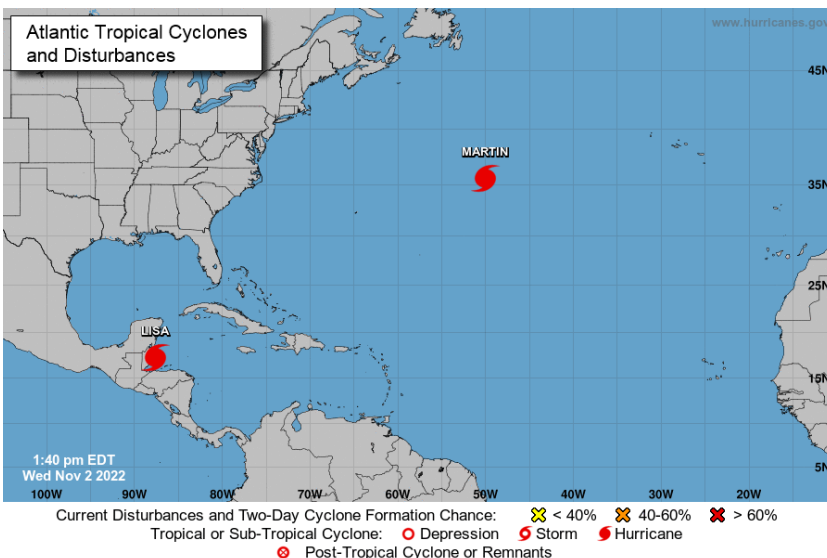 Atlantic Tropical Cyclones
and Disturbances
www.hurricanes.gov
45N
MARTIN
35N
25N
LISA
15N
1:40 pm EDT
Wed Nov 2 2022
5N
100W 90W 80W 70W 60W 50W 40W 30W 20W
Current Disturbances and Two-Day Cyclone Formation Chance: < 40% 40-60% > 60%
Tropical or Sub-Tropical Cyclone: Depression Storm Hurricane
Post-Tropical Cyclone or Remnants